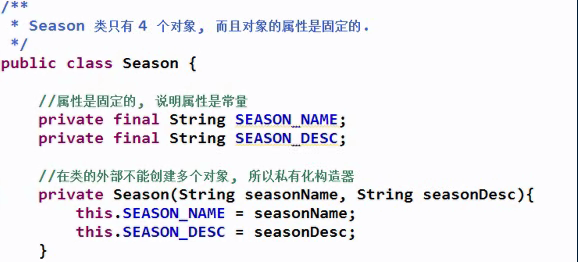 /**
 * Season 类只有 4 个对象, 而且对象的属性是固定的.
 */
public class Season {
    //属性是固定的, 说明属性是常量
    private final String SEASON_NAME;
    private final String SEASON_DESC;
    //在类的外部不能创建多个对象, 所以私有化构造器
    private Season(String seasonName, String seasonDesc){
        this.SEASON_NAME = seasonName;
        this.SEASON_DESC = seasonDesc;
    }